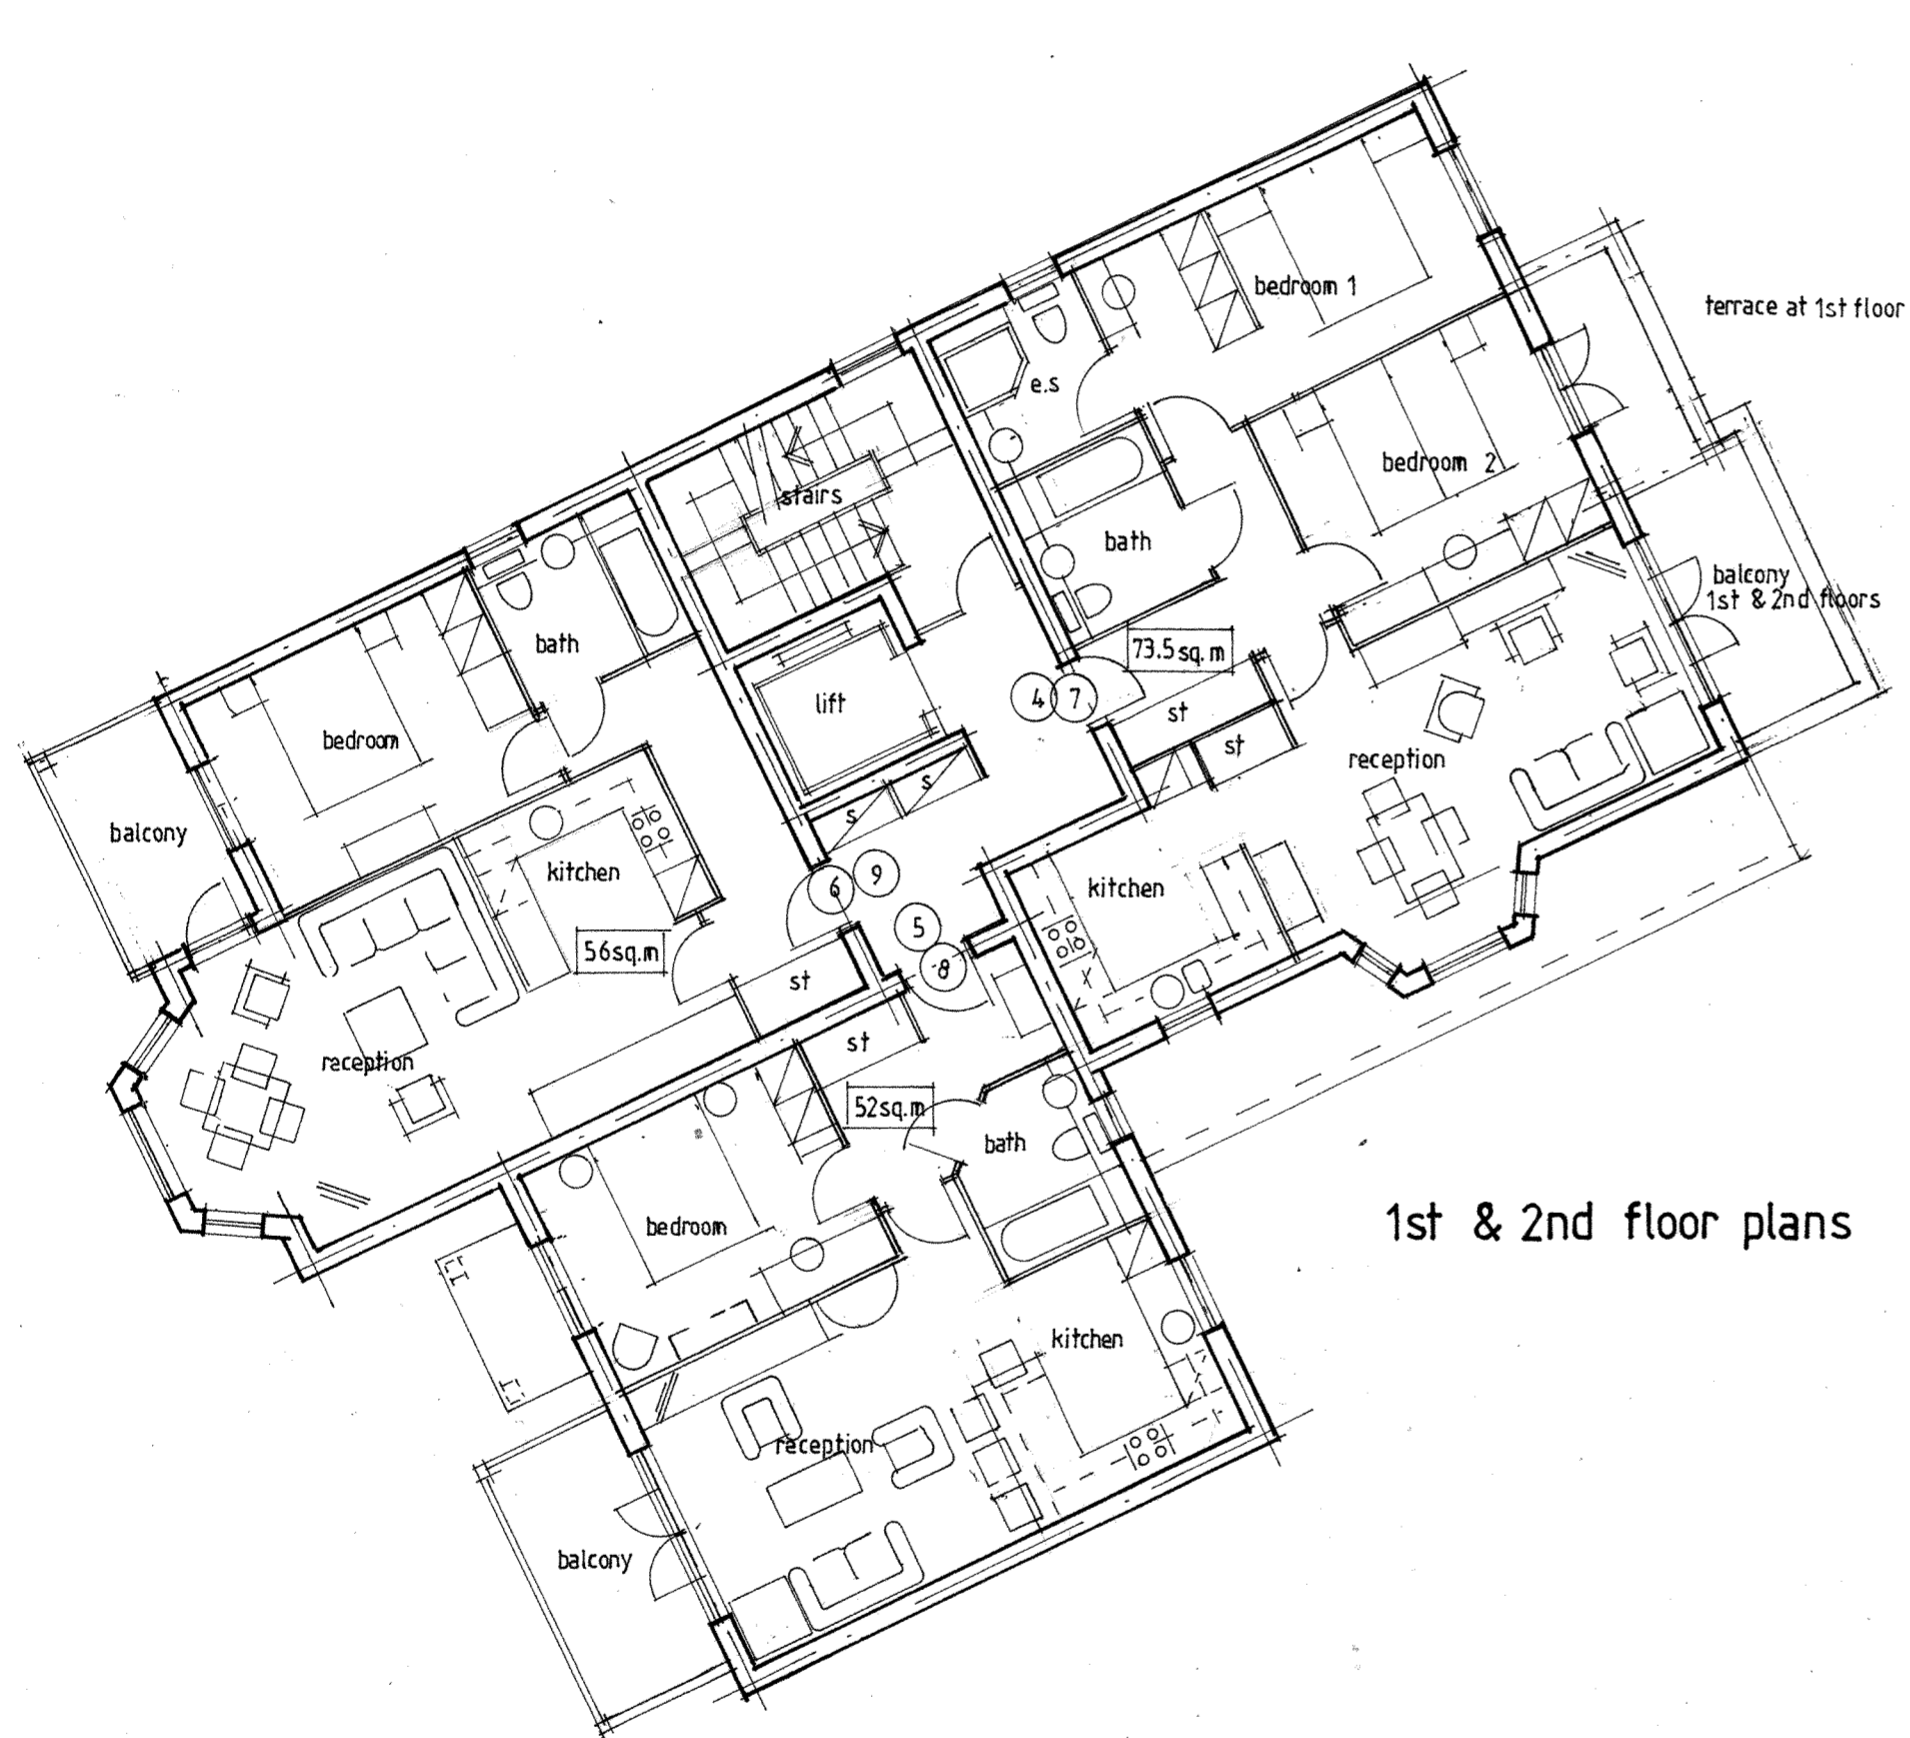 bedroom 1
terrace at 1st floor
e.s
bedroom 2
stairs
bath
balcony
1st & 2nd floors
bath
73.5 sq.m
4
7
lift
st
st
bedroom
reception
s
s
balcony
kitchen
6
9
kitchen
5
56sq.m
8
st
st
reception
52sq.m
bath
bedroom
1st & 2nd floor plans
kitchen
reception
balcony